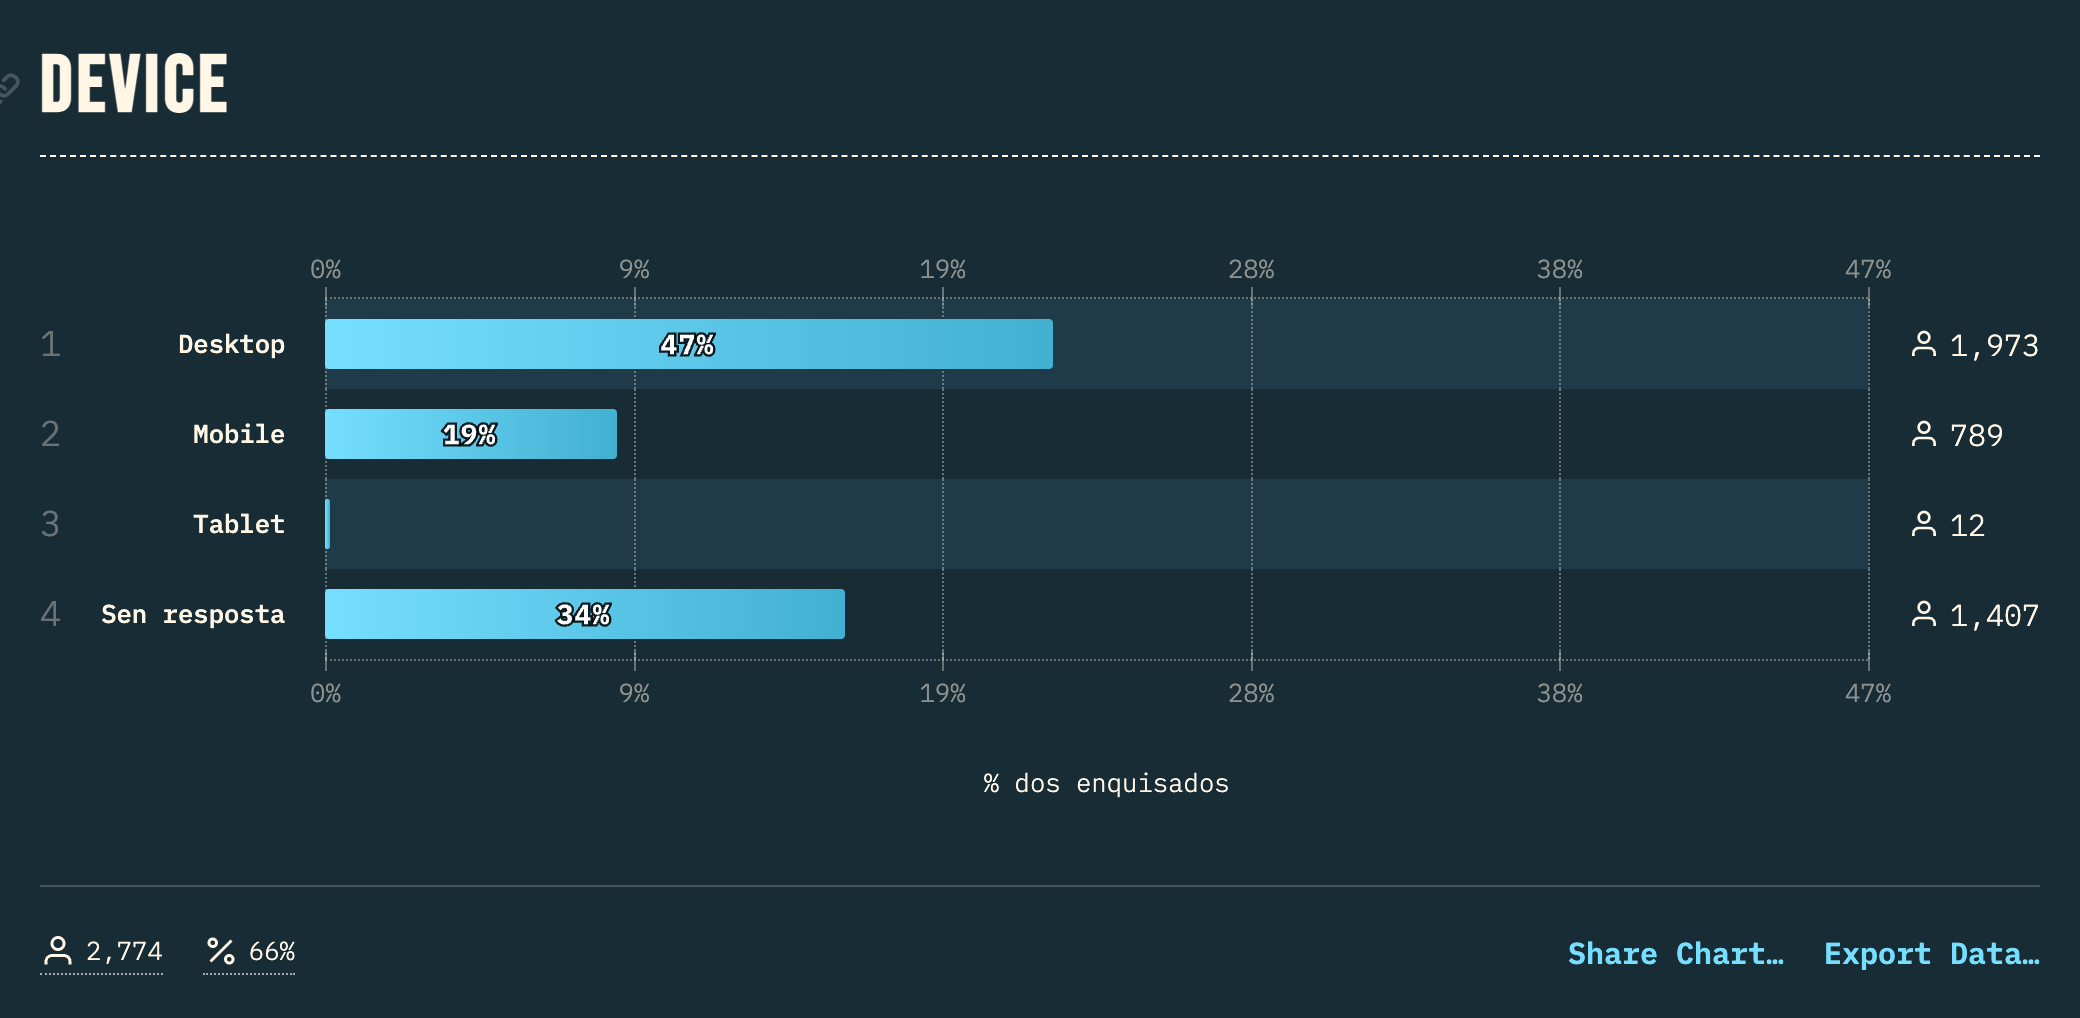 DEVICE
0% 9% 19% 28% 38% 47%
1 Desktop 47% 1,973
2 Mobile 19% 789
3 Tablet 12
4 Sen resposta 34% 1,407
0% 9% 19% 28% 38% 47%
% dos enquisados
2,774 66% Share Chart… Export Data…